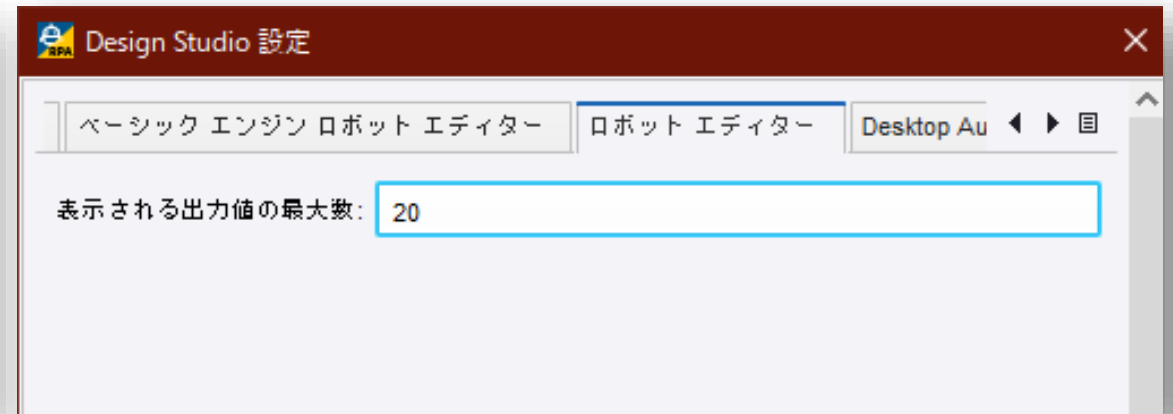 RPA Design Studio 設定
ベーシック エンジン ロボット エディター ロボット エディター Desktop Au
表示される出力値の最大数: 20